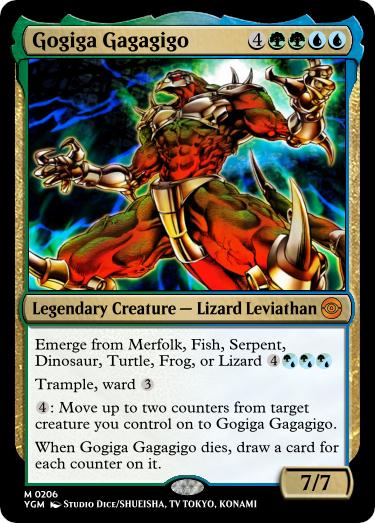 Gogiga Gagagigo 4
Legendary Creature — Lizard Leviathan
Emerge from Merfolk, Fish, Serpent,
Dinosaur, Turtle, Frog, or Lizard 4
Trample, ward 3
4: Move up to two counters from target
creature you control on to Gogiga Gagagigo.
When Gogiga Gagagigo dies, draw a card for
each counter on it.
7/7
M 0206
YGM STUDIO DICE/SHUEISHA, TV TOKYO, KONAMI